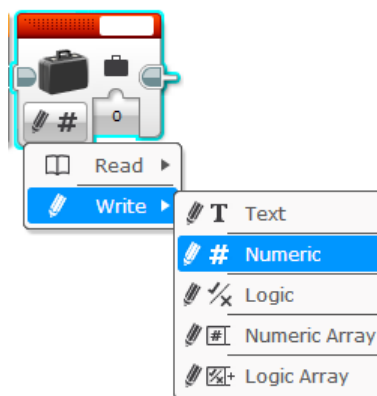 #
0
Read
Write
T Text
# Numeric
Logic
# Numeric Array
Logic Array